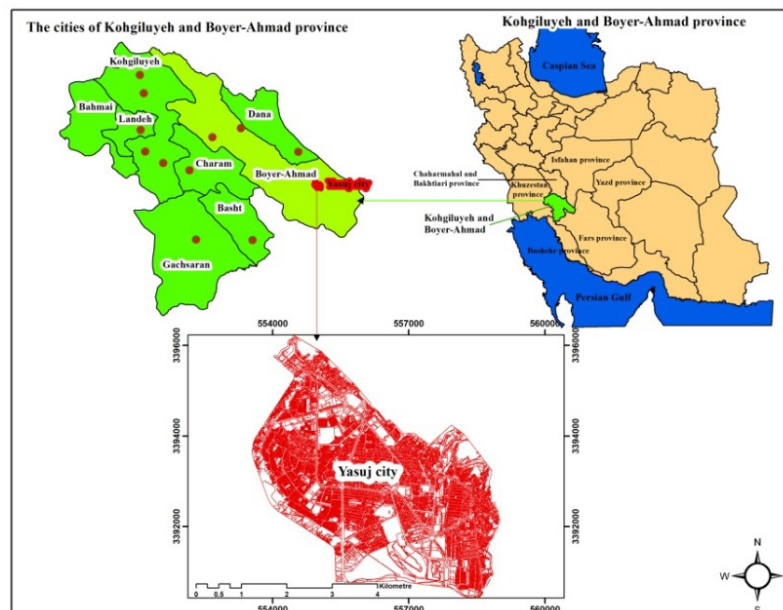 The cities of Kohgiluyeh and Boyer-Ahmad province
Kohgiluyeh
Bahmai
Landeh
Dana
Charam
Boyer-Ahmad
Yasuj city
Basht
Gachsaran
Kohgiluyeh and Boyer-Ahmad province
Caspian Sea
Isfahan province
Chaharmahal and
Bakhtiari province
Khuzestan
province
Yazd province
Kohgiluyeh and
Boyer-Ahmad
Fars province
Bushehr province
Persian Gulf
554000
557000
560000
3396000
3396000
3394000
3394000
3392000
3392000
Yasuj city
Kilometre
0 0.5 1 2 3 4
554000
557000
560000
N
W
E
S